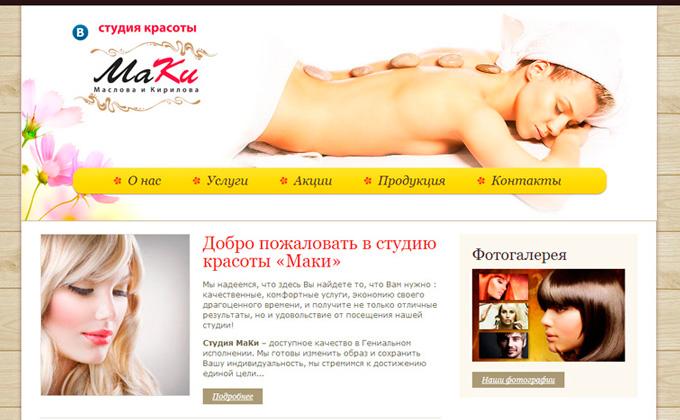 В
студия красоты
МаКи
Маслова и Кирилова
О нас
Услуги
Акции
Продукция
Контакты
Добро пожаловать в студию
красоты «Маки»
Мы надеемся, что здесь Вы найдете то, что Вам нужно :
качественные, комфортные услуги, экономию своего
драгоценного времени, и получите не только отличные
результаты, но и удовольствие от посещения нашей
студии!
Студия МаКи – доступное качество в Гениальном
исполнении. Мы готовы изменить образ и сохранить
Вашу индивидуальность, мы стремимся к достижению
единой цели...
Подробнее
Фотогалерея
Наши фотографии